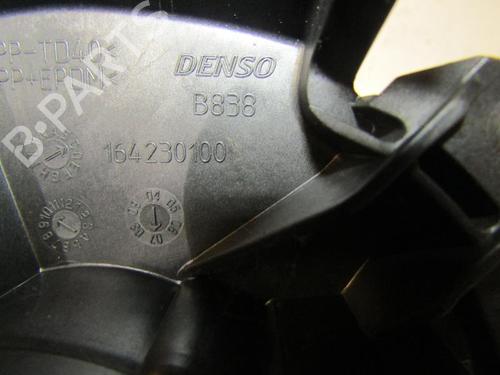 PP-TD40
PP+EPDM
DENSO
B838
164230100
B-PARTS